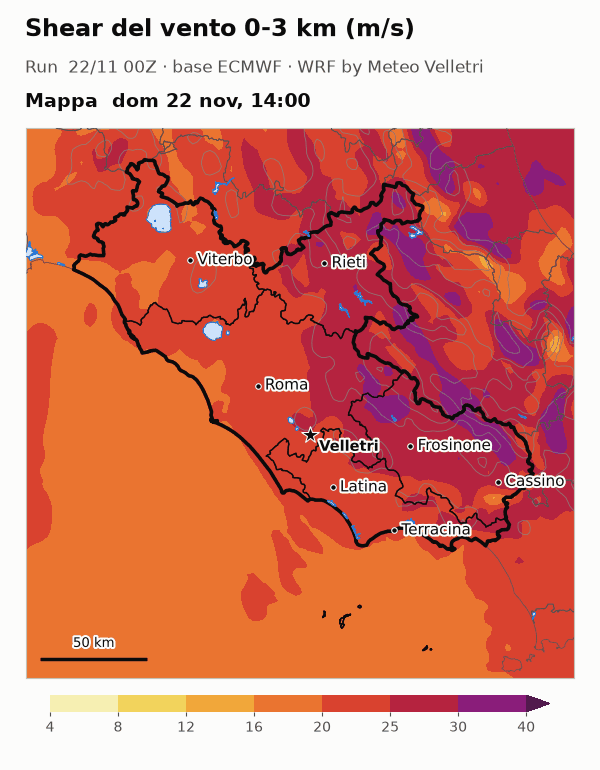 Shear del vento 0-3 km (m/s)
Run  22/11 00Z · base ECMWF · WRF by Meteo Velletri
Mappa  dom 22 nov, 14:00
Viterbo
Rieti
Roma
Velletri
Frosinone
Cassino
Latina
Terracina
50 km
4 8 12 16 20 25 30 40